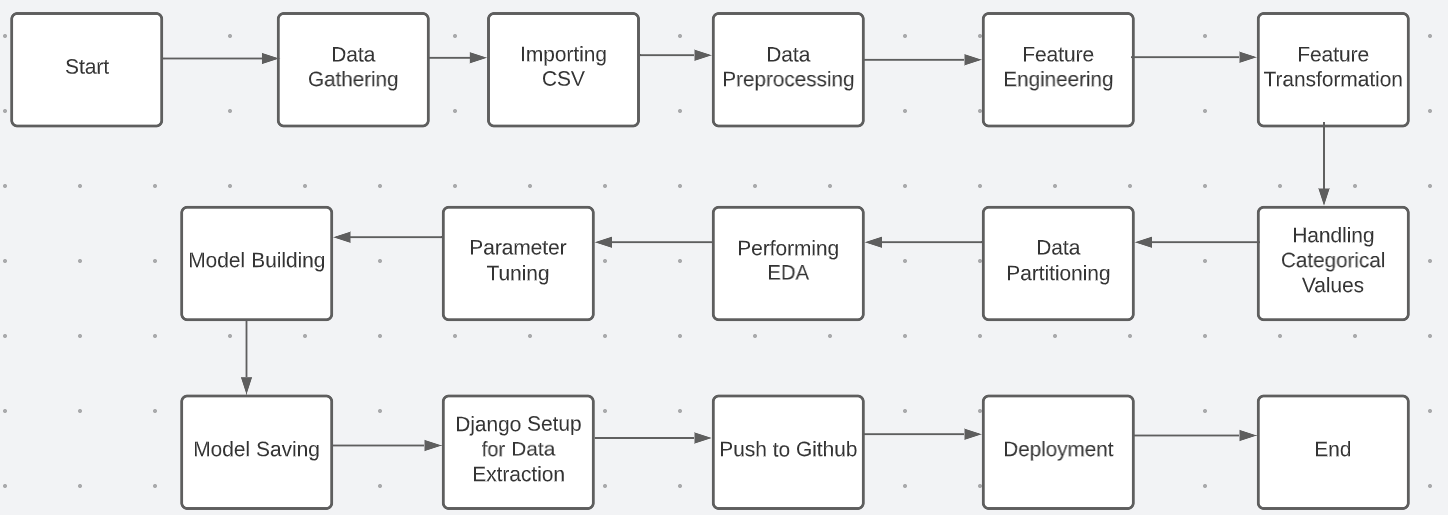 Start
Data
Gathering
Importing
CSV
Data
Preprocessing
Feature
Engineering
Feature
Transformation
Handling
Categorical
Values
Data
Partitioning
Performing
EDA
Parameter
Tuning
Model Building
Model Saving
Django Setup
for Data
Extraction
Push to Github
Deployment
End